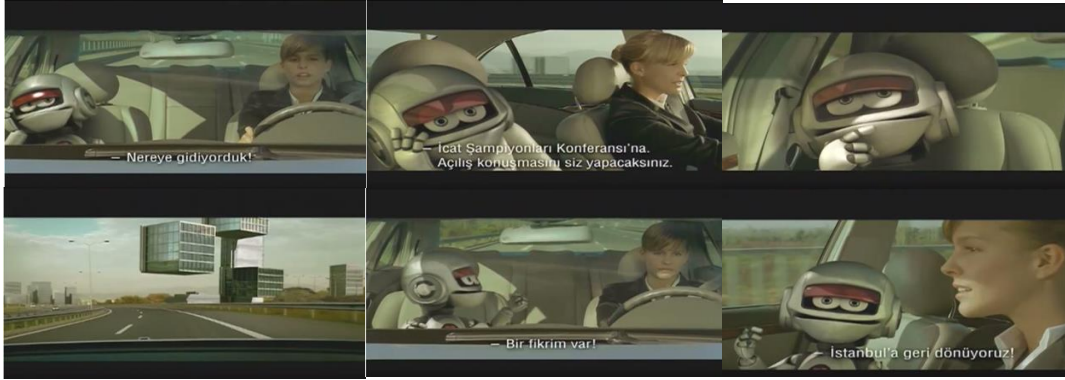 – Nereye gidiyorduk!
– İcat Şampiyonları Konferansı'na.
Açılış konuşmasını siz yapacaksınız.
– Bir fikrim var!
– İstanbul'a geri dönüyoruz!